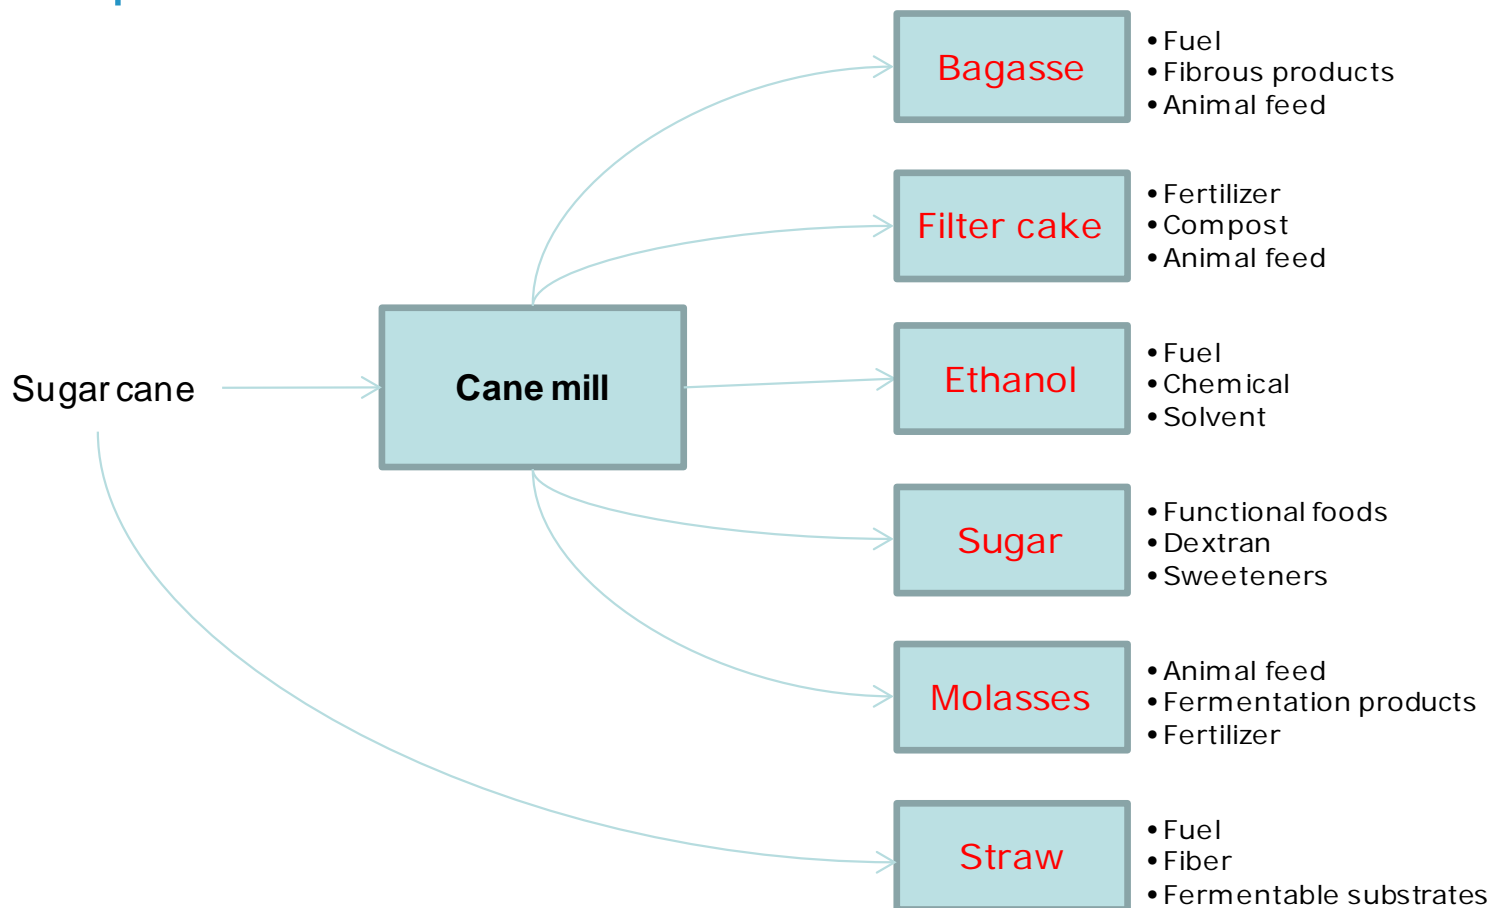 Bagasse
• Fuel
• Fibrous products
• Animal feed
Filter cake
• Fertilizer
• Compost
• Animal feed
Sugar cane
Cane mill
Ethanol
• Fuel
• Chemical
• Solvent
Sugar
• Functional foods
• Dextran
• Sweeteners
Molasses
• Animal feed
• Fermentation products
• Fertilizer
Straw
• Fuel
• Fiber
• Fermentable substrates